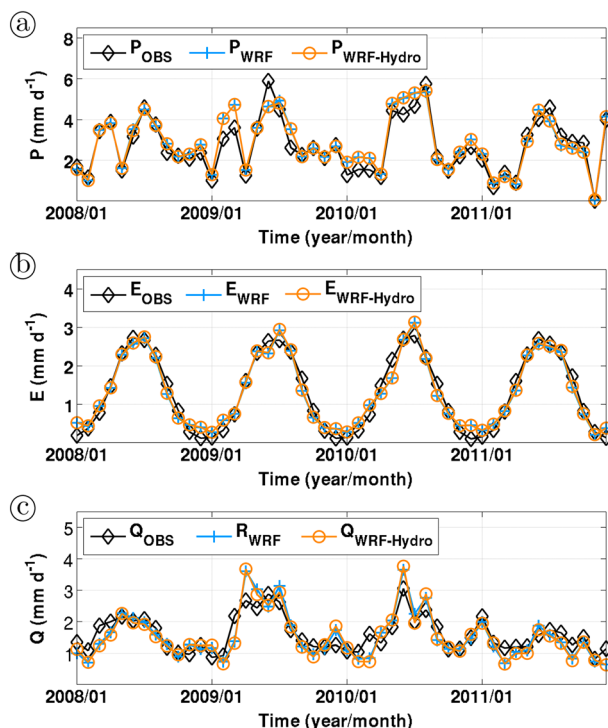 a
P_OBS P_WRF P_WRF-Hydro
P (mm d⁻¹)
8
6
4
2
2008/01 2009/01 2010/01 2011/01
Time (year/month)
b
E_OBS E_WRF E_WRF-Hydro
E (mm d⁻¹)
4
3
2
1
2008/01 2009/01 2010/01 2011/01
Time (year/month)
c
Q_OBS R_WRF Q_WRF-Hydro
Q (mm d⁻¹)
5
4
3
2
1
2008/01 2009/01 2010/01 2011/01
Time (year/month)